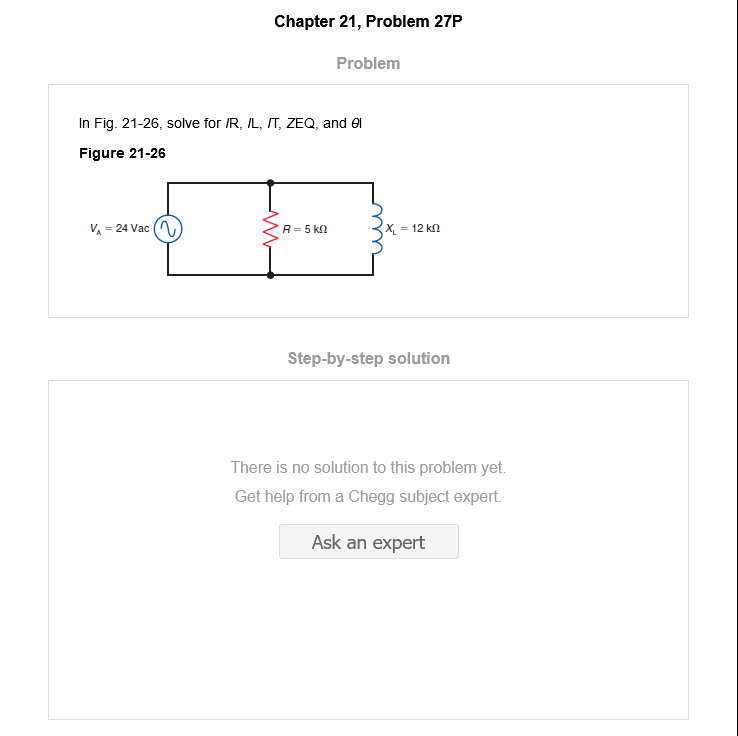 Chapter 21, Problem 27P
Problem
In Fig. 21-26, solve for IR, IL, IT, ZEQ, and θI
Figure 21-26
V_A = 24 Vac
R = 5 kΩ
X_L = 12 kΩ
Step-by-step solution
There is no solution to this problem yet.
Get help from a Chegg subject expert.
Ask an expert